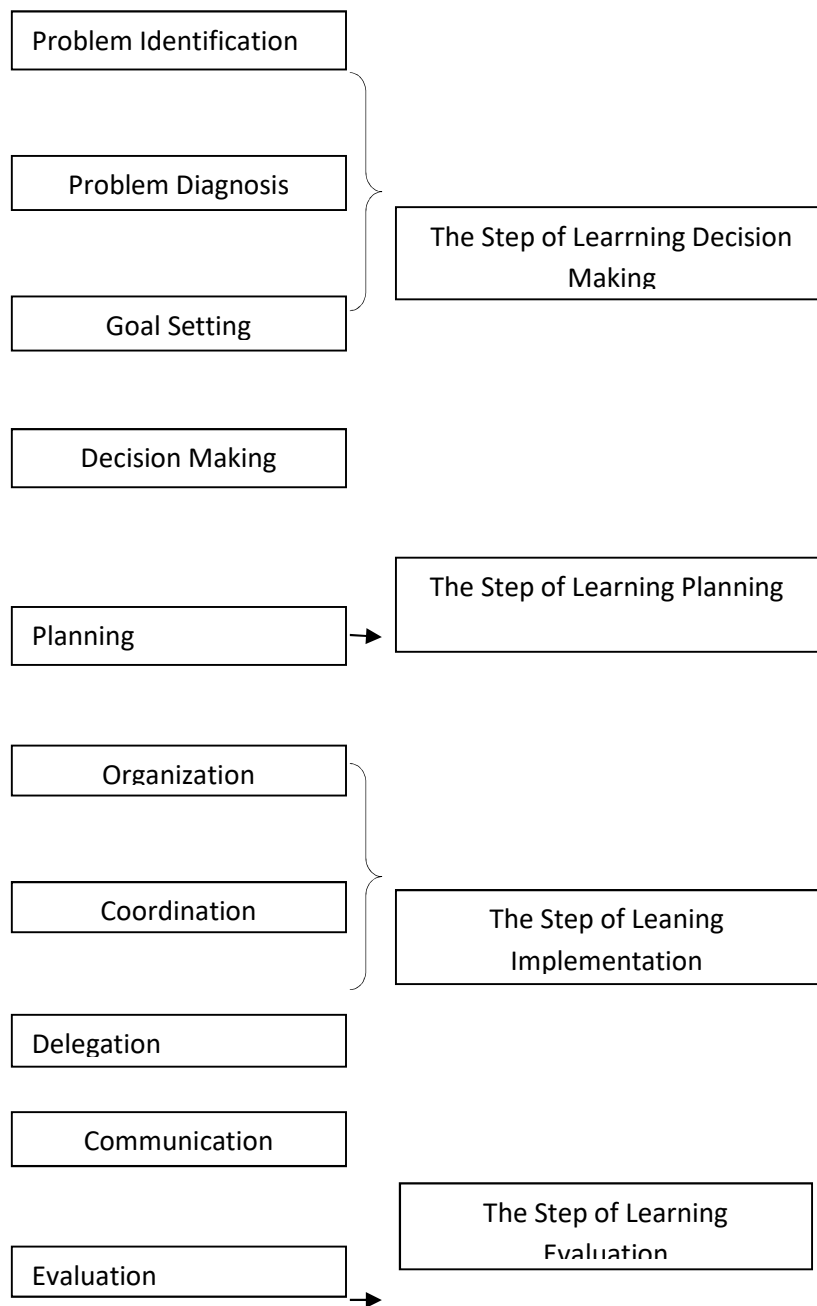 Problem Identification
Problem Diagnosis
The Step of Learrning Decision
Making
Goal Setting
Decision Making
The Step of Learning Planning
Planning
Organization
Coordination
The Step of Leaning
Implementation
Delegation
Communication
The Step of Learning
Evaluation
Evaluation